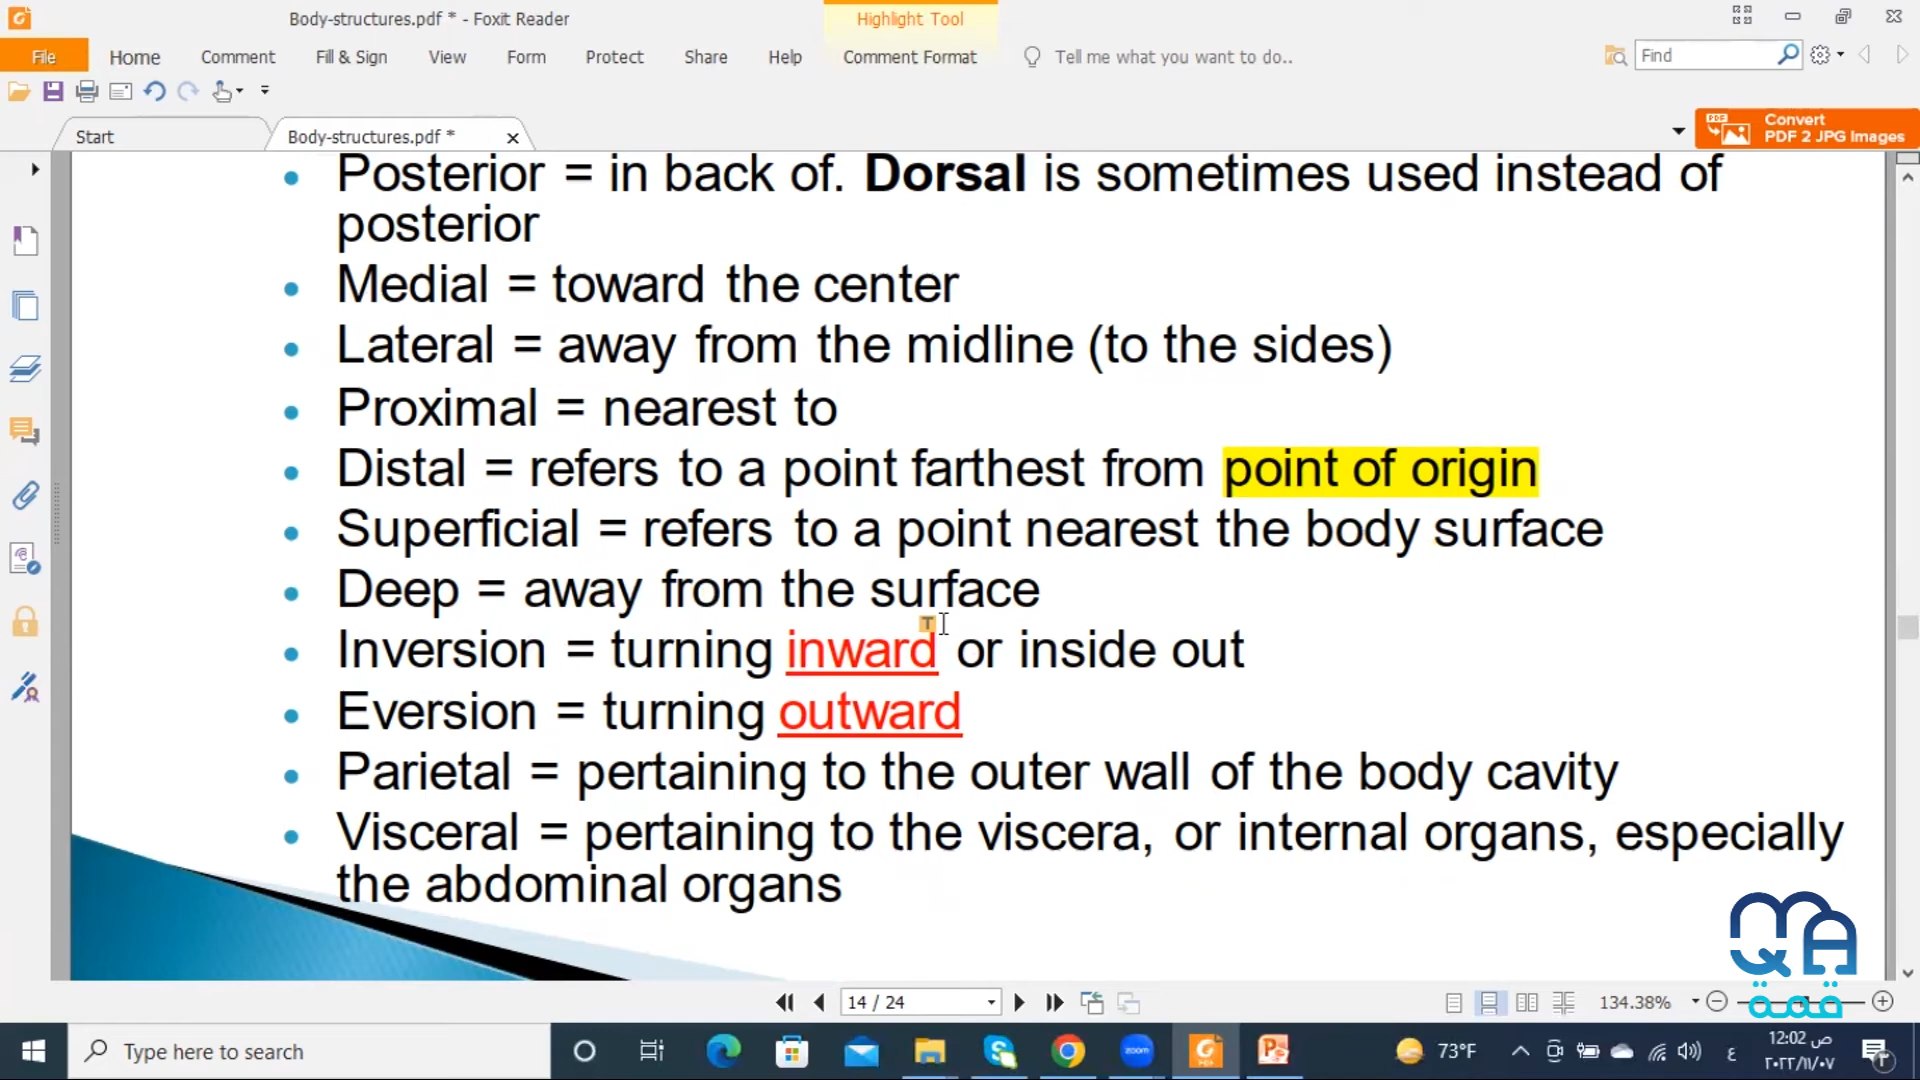 Body-structures.pdf * - Foxit Reader
Highlight Tool
File
Home
Comment
Fill & Sign
View
Form
Protect
Share
Help
Comment Format
Tell me what you want to do..
Find
Start
Body-structures.pdf *
Convert
PDF 2 JPG Images
• Posterior = in back of. Dorsal is sometimes used instead of
posterior
• Medial = toward the center
• Lateral = away from the midline (to the sides)
• Proximal = nearest to
• Distal = refers to a point farthest from point of origin
• Superficial = refers to a point nearest the body surface
• Deep = away from the surface
• Inversion = turning inward or inside out
• Eversion = turning outward
• Parietal = pertaining to the outer wall of the body cavity
• Visceral = pertaining to the viscera, or internal organs, especially
the abdominal organs
QMA
قمة
14 / 24
134.38%
Type here to search
zoom
73°F
ع
12:02 ص
٢٠٢٢/١١/٠٧